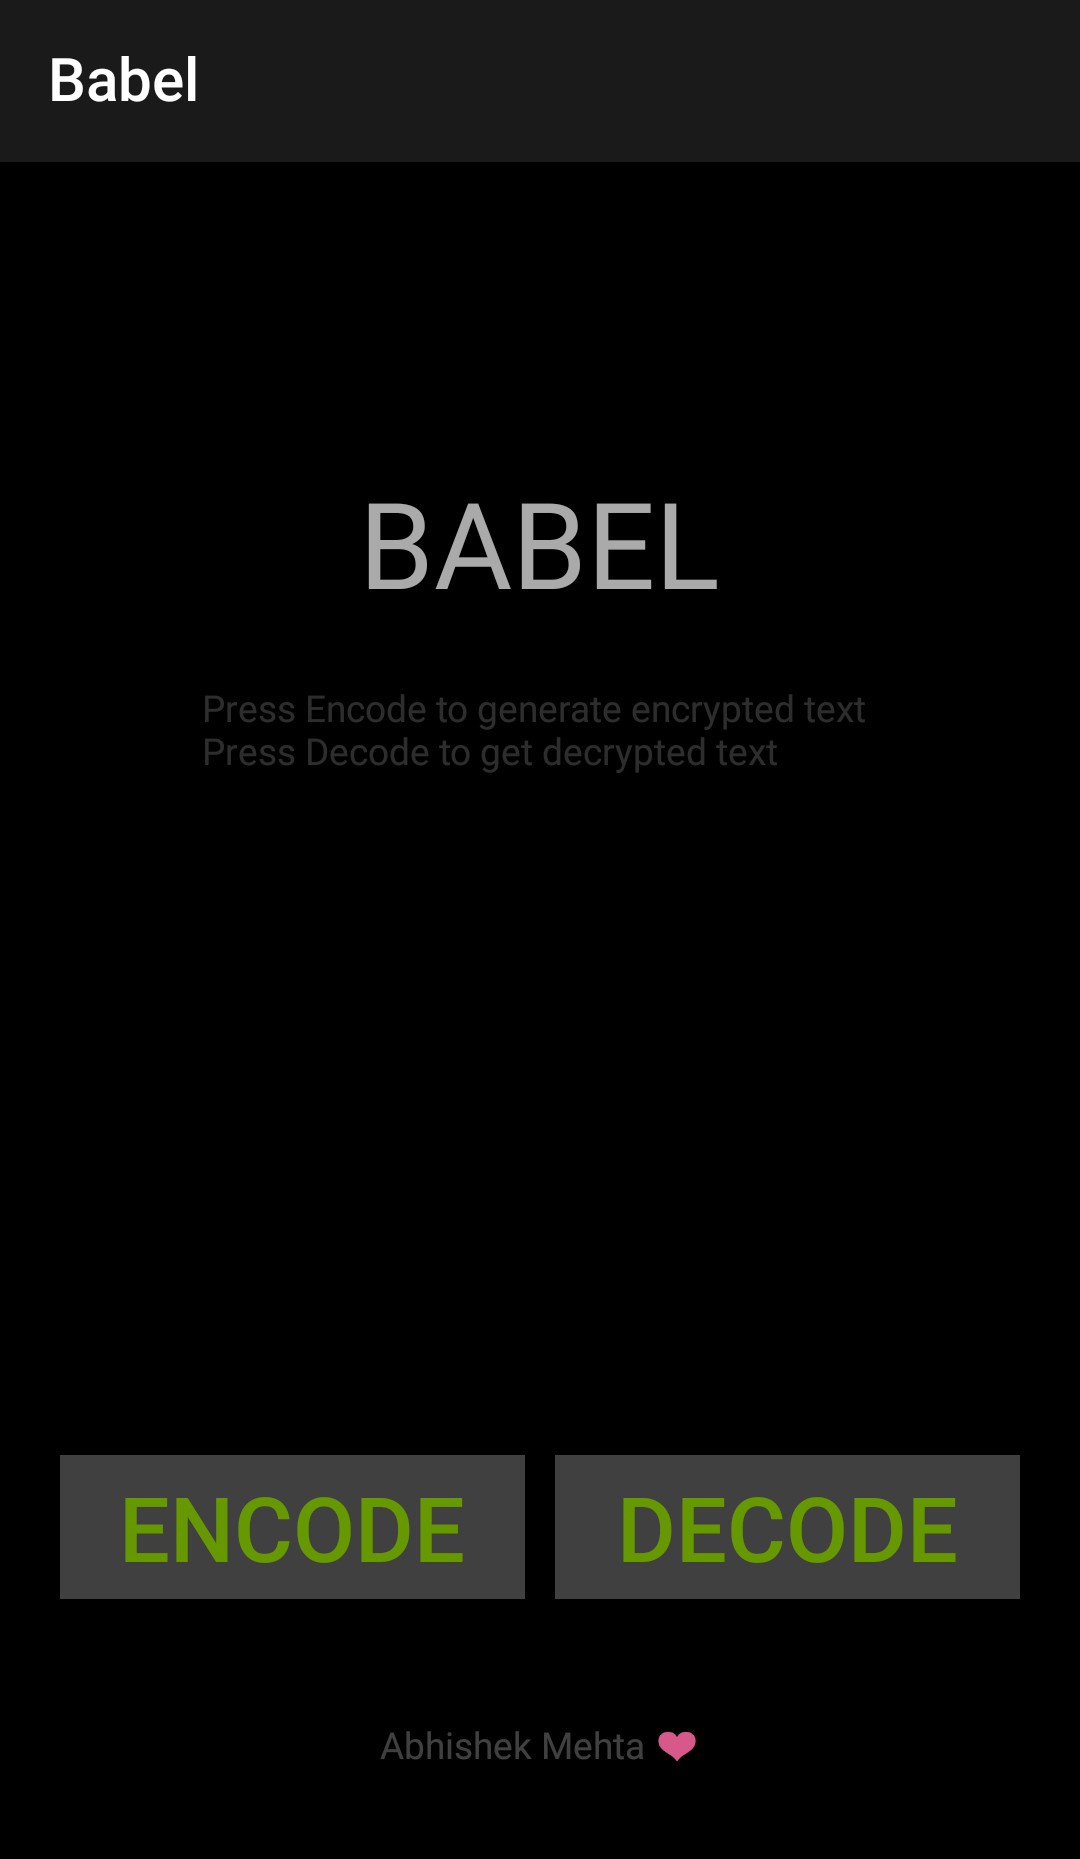 Babel
BABEL
Press Encode to generate encrypted text
Press Decode to get decrypted text
ENCODE DECODE
Abhishek Mehta ❤